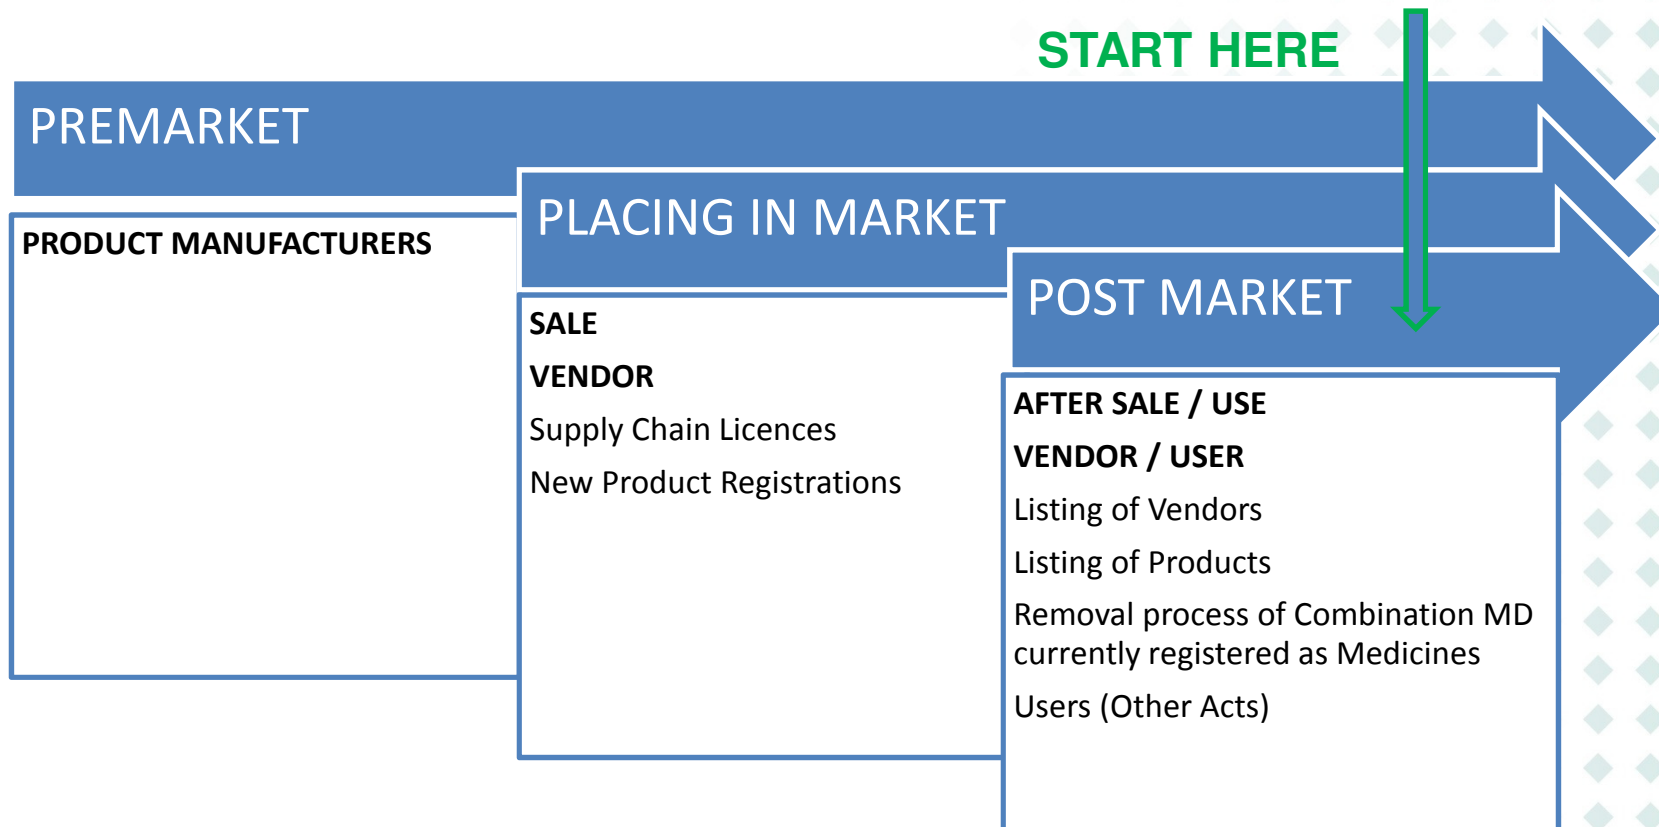 START HERE
PREMARKET
PRODUCT MANUFACTURERS
PLACING IN MARKET
SALE
VENDOR
Supply Chain Licences
New Product Registrations
POST MARKET
AFTER SALE / USE
VENDOR / USER
Listing of Vendors
Listing of Products
Removal process of Combination MD
currently registered as Medicines
Users (Other Acts)